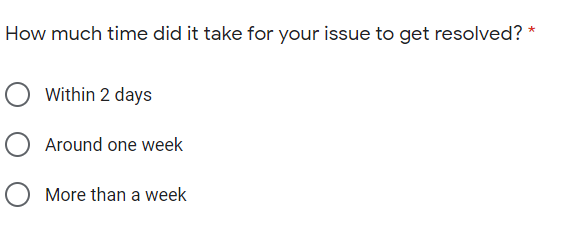 How much time did it take for your issue to get resolved? *
Within 2 days
Around one week
More than a week